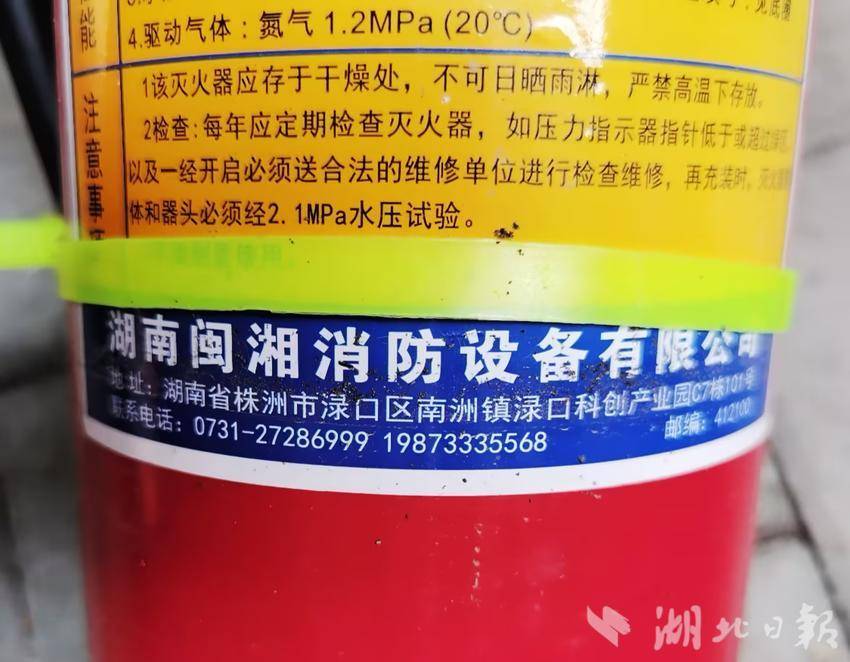 能
4.驱动气体：氮气 1.2MPa (20℃)
注意事
1该灭火器应存于干燥处，不可日晒雨淋，严禁高温下存放。
2检查:每年应定期检查灭火器，如压力指示器指针低于或超过绿区,
以及一经开启必须送合法的维修单位进行检查维修，再充装时，灭火器
体和器头必须经2.1MPa水压试验。
湖南闽湘消防设备有限公司
地址：湖南省株洲市渌口区南洲镇渌口科创产业园C7栋101号
联系电话：0731-27286999 19873335568
邮编：412100
湖北日報